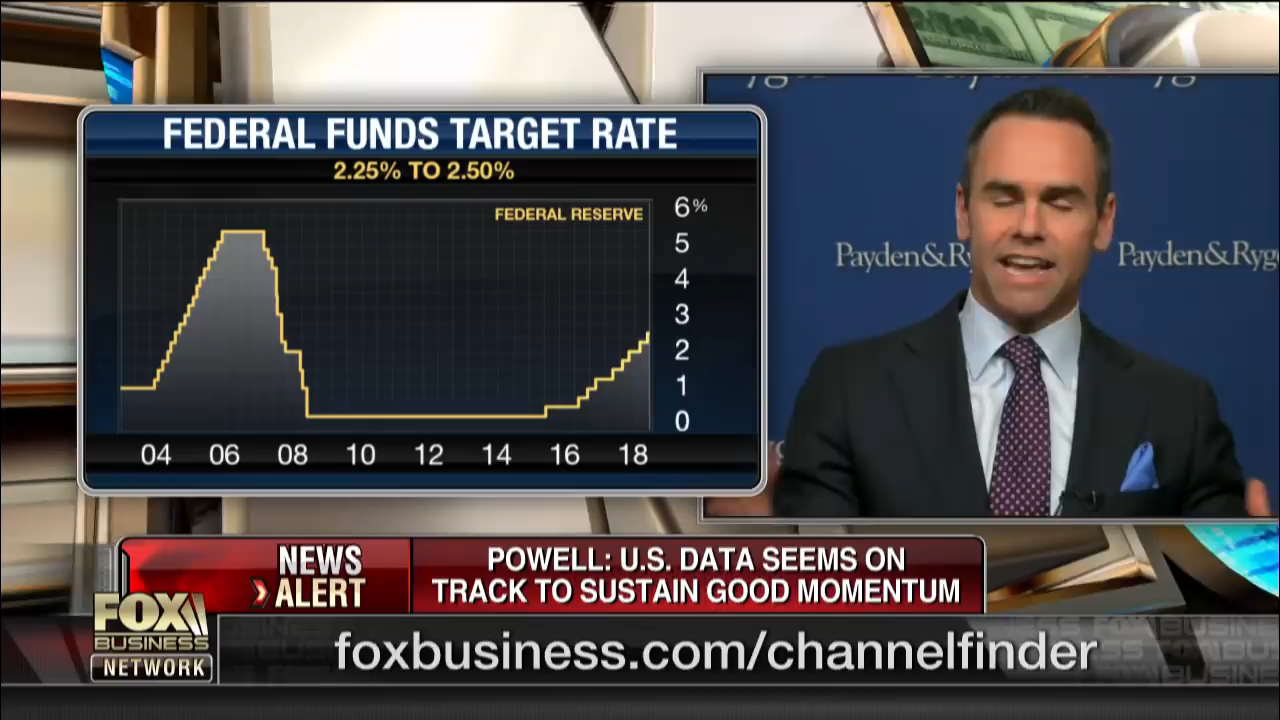 FEDERAL FUNDS TARGET RATE
2.25% TO 2.50%
FEDERAL RESERVE
6%
5
4
3
2
1
0
04 06 08 10 12 14 16 18
Payden&Ry
Payden&Ryge
NEWS
ALERT
POWELL: U.S. DATA SEEMS ON
TRACK TO SUSTAIN GOOD MOMENTUM
FOX
BUSINESS
NETWORK
foxbusiness.com/channelfinder